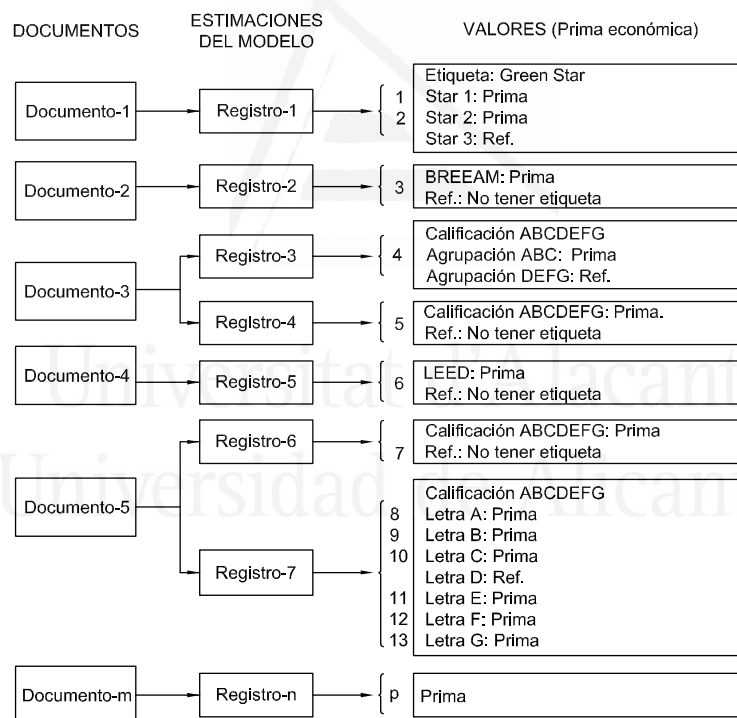 DOCUMENTOS
ESTIMACIONES
DEL MODELO
VALORES (Prima económica)
Documento-1
Registro-1
1
2
Etiqueta: Green Star
Star 1: Prima
Star 2: Prima
Star 3: Ref.
Documento-2
Registro-2
3
BREEAM: Prima
Ref.: No tener etiqueta
Documento-3
Registro-3
4
Calificación ABCDEFG
Agrupación ABC: Prima
Agrupación DEFG: Ref.
Registro-4
5
Calificación ABCDEFG: Prima.
Ref.: No tener etiqueta
Documento-4
Registro-5
6
LEED: Prima
Ref.: No tener etiqueta
Documento-5
Registro-6
7
Calificación ABCDEFG: Prima
Ref.: No tener etiqueta
Registro-7
Calificación ABCDEFG
8 Letra A: Prima
9 Letra B: Prima
10 Letra C: Prima
Letra D: Ref.
11 Letra E: Prima
12 Letra F: Prima
13 Letra G: Prima
Documento-m
Registro-n
p
Prima
Universitat d'Alacant
Universidad de Alican